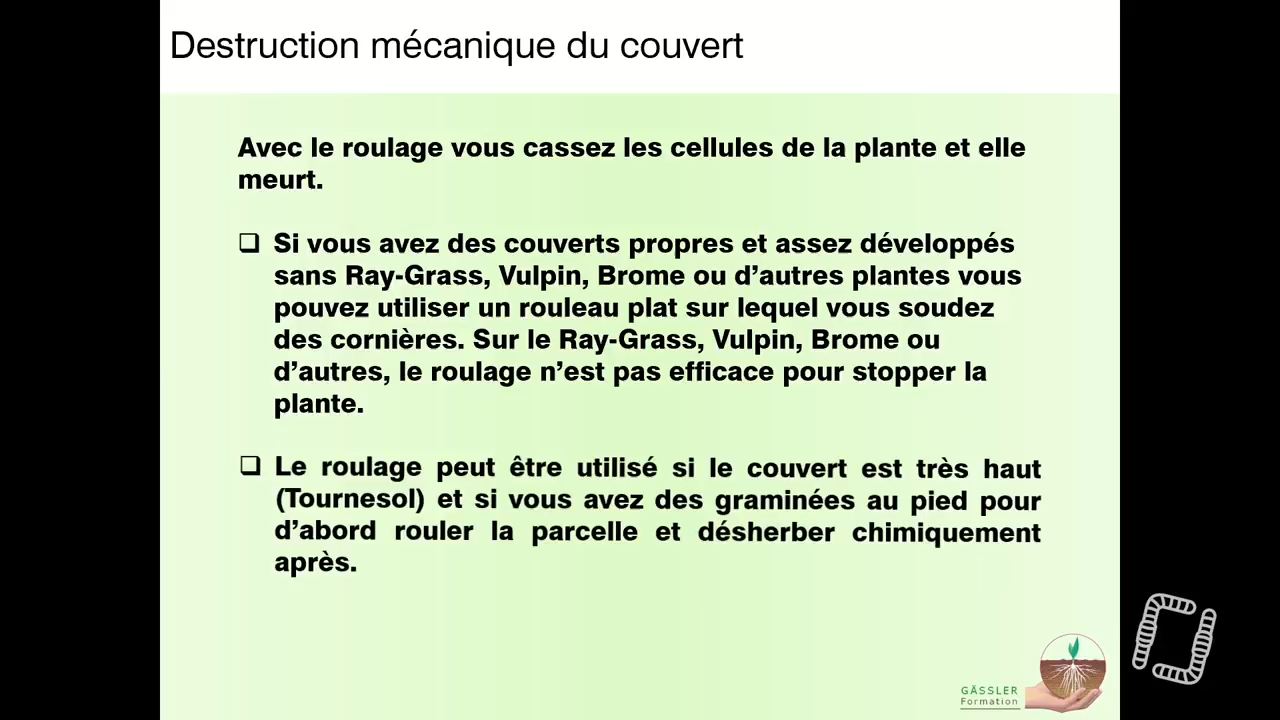 Destruction mécanique du couvert
Avec le roulage vous cassez les cellules de la plante et elle
meurt.
❑ Si vous avez des couverts propres et assez développés
sans Ray-Grass, Vulpin, Brome ou d’autres plantes vous
pouvez utiliser un rouleau plat sur lequel vous soudez
des cornières. Sur le Ray-Grass, Vulpin, Brome ou
d’autres, le roulage n’est pas efficace pour stopper la
plante.
❑ Le roulage peut être utilisé si le couvert est très haut
(Tournesol) et si vous avez des graminées au pied pour
d’abord rouler la parcelle et désherber chimiquement
après.
GÄSSLER
Formation